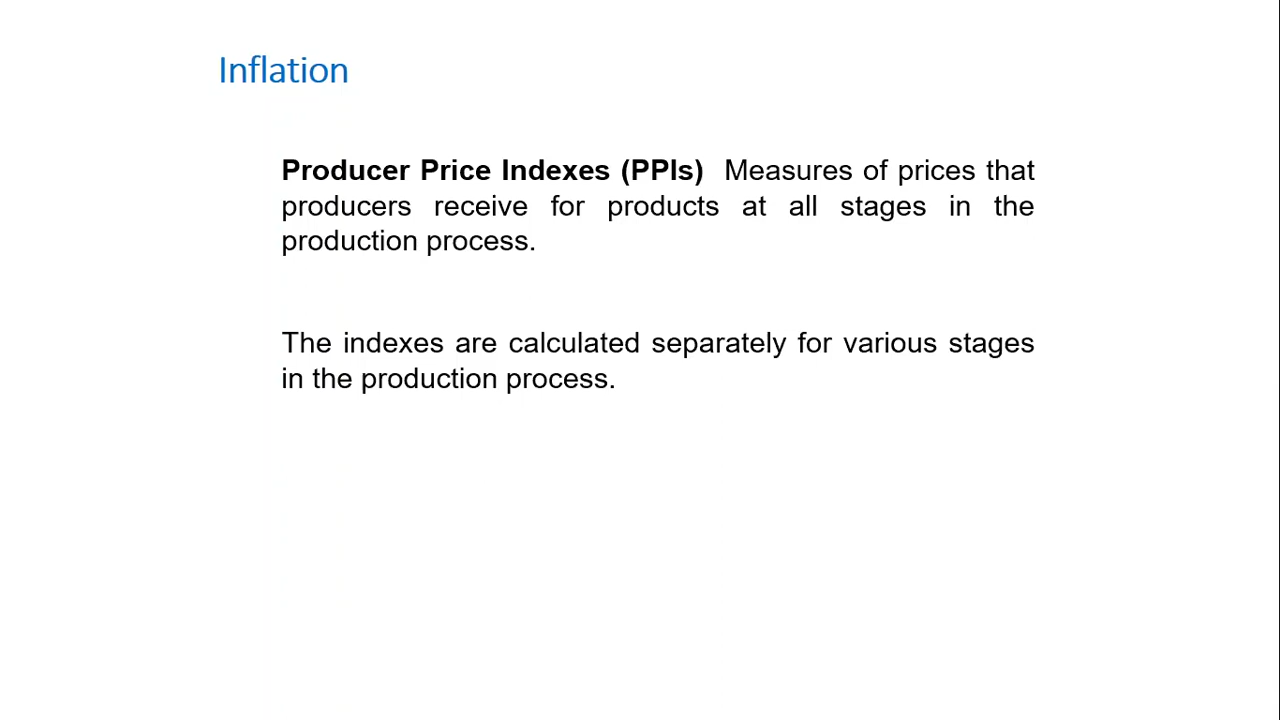 Inflation
Producer Price Indexes (PPIs) Measures of prices that
producers receive for products at all stages in the
production process.
The indexes are calculated separately for various stages
in the production process.